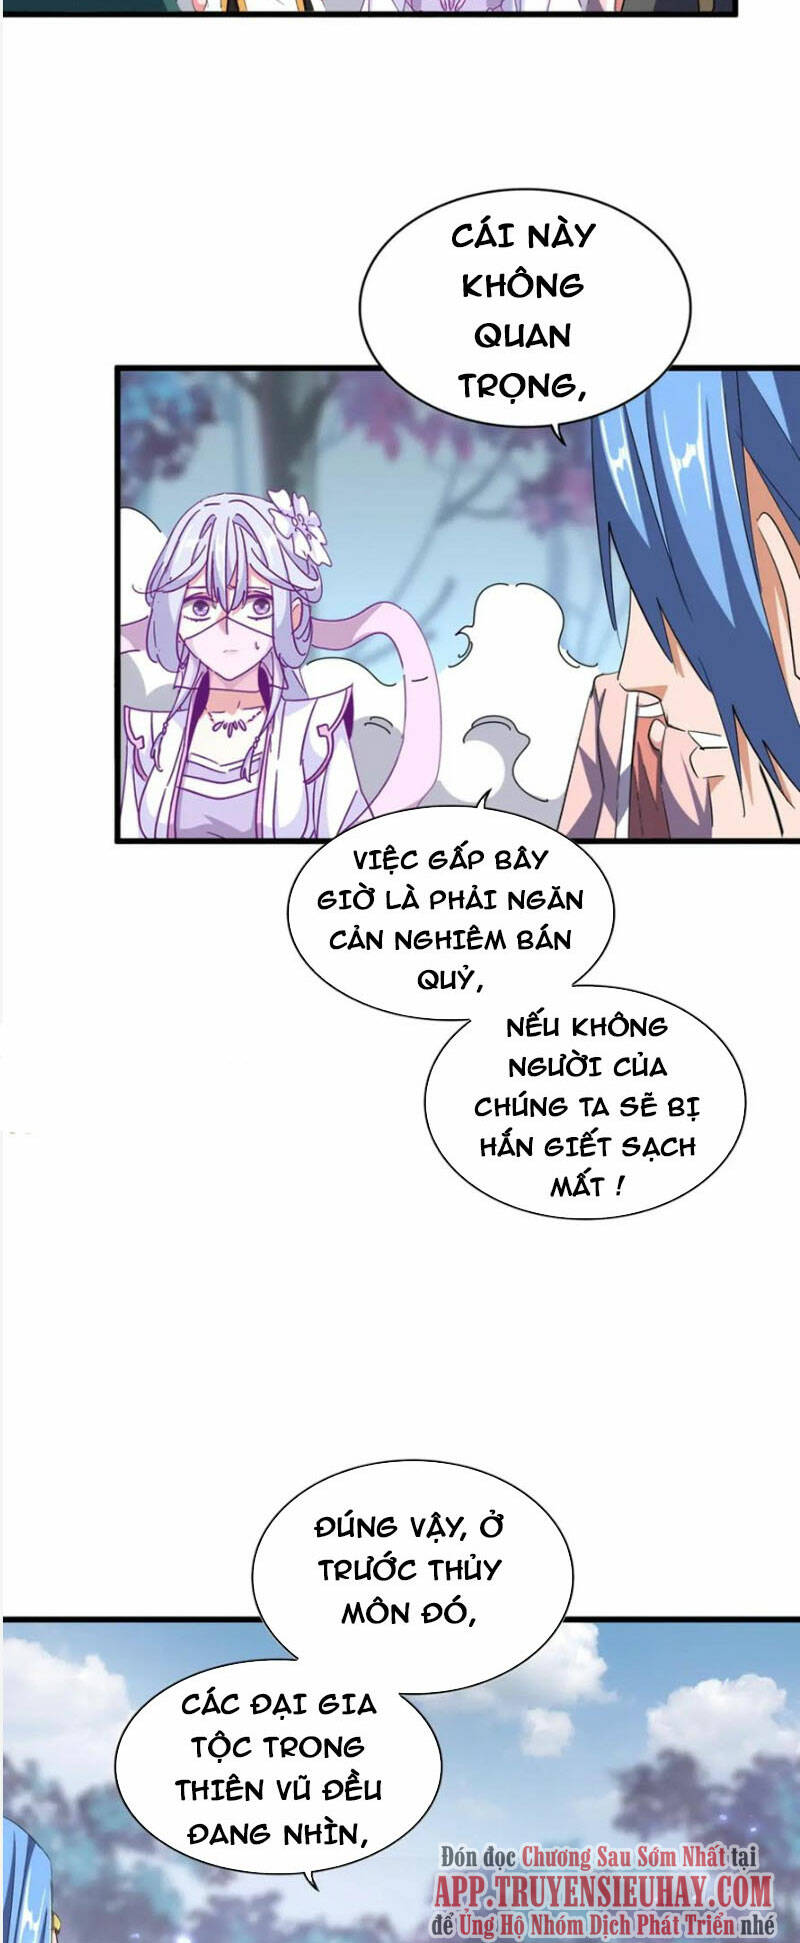 CÁI NÀY
KHÔNG
QUAN
TRỌNG,
VIỆC GẤP BÂY
GIỜ LÀ PHẢI NGĂN
CẢN NGHIÊM BÁN
QUỶ,
NẾU KHÔNG
NGƯỜI CỦA
CHÚNG TA SẼ BỊ
HẮN GIẾT SẠCH
MẤT !
ĐÚNG VẬY, Ở
TRƯỚC THỦY
MÔN ĐÓ,
CÁC ĐẠI GIA
TỘC TRONG
THIÊN VŨ ĐỀU
ĐANG NHÌN,
Đón đọc Chương Sau Sớm Nhất tại
APP.TRUYENSIEUHAY.COM
để Ủng Hộ Nhóm Dịch Phát Triển nhé